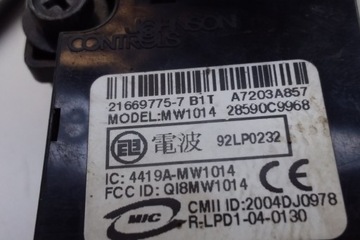 JOHNSON
CONTROLS
21669775-7 B1T A7203A857
MODEL:MW1014 28590C9968
電波 92LP0232
IC: 4419A-MW1014
FCC ID: QI8MW1014
MIC CMII ID:2004DJ0978
R-LPD1-04-0130